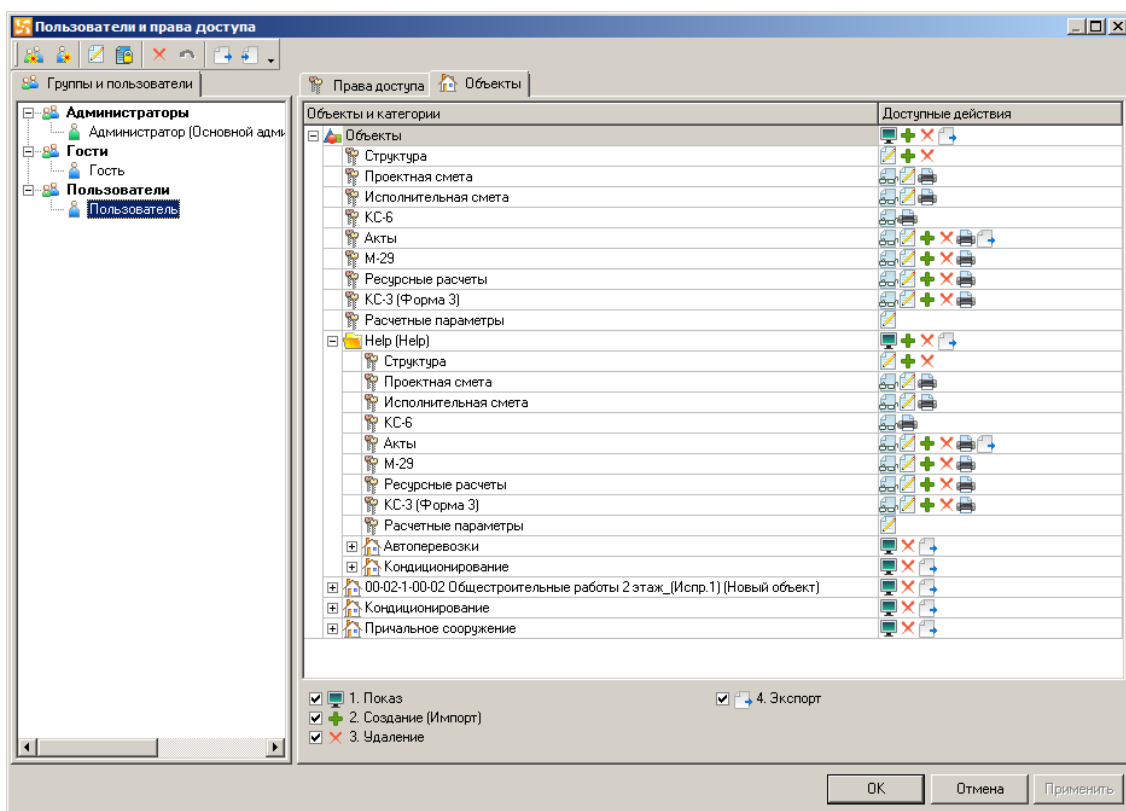 Пользователи и права доступа
Группы и пользователи
Права доступа
Объекты
Администраторы
Администратор (Основной адми
Гости
Гость
Пользователи
Пользователь
Объекты и категории
Доступные действия
Объекты
Структура
Проектная смета
Исполнительная смета
КС-6
Акты
М-29
Ресурсные расчеты
КС-3 (Форма 3)
Расчетные параметры
Help (Help)
Структура
Проектная смета
Исполнительная смета
КС-6
Акты
М-29
Ресурсные расчеты
КС-3 (Форма 3)
Расчетные параметры
Автоперевозки
Кондиционирование
00-02-1-00-02 Общестроительные работы 2 этаж_(Испр.1) (Новый объект)
Кондиционирование
Причальное сооружение
1. Показ
4. Экспорт
2. Создание (Импорт)
3. Удаление
OK
Отмена
Применить